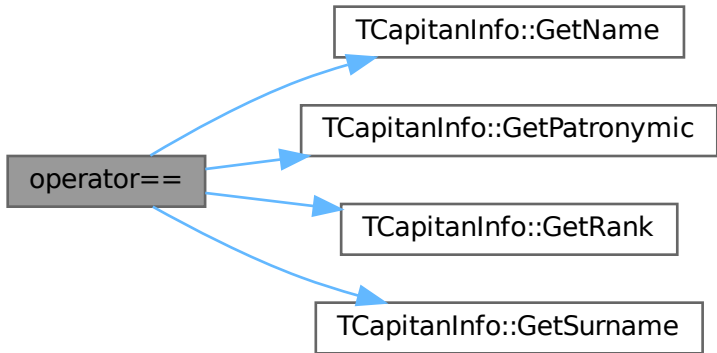 operator==
TCapitanInfo::GetName
TCapitanInfo::GetPatronymic
TCapitanInfo::GetRank
TCapitanInfo::GetSurname